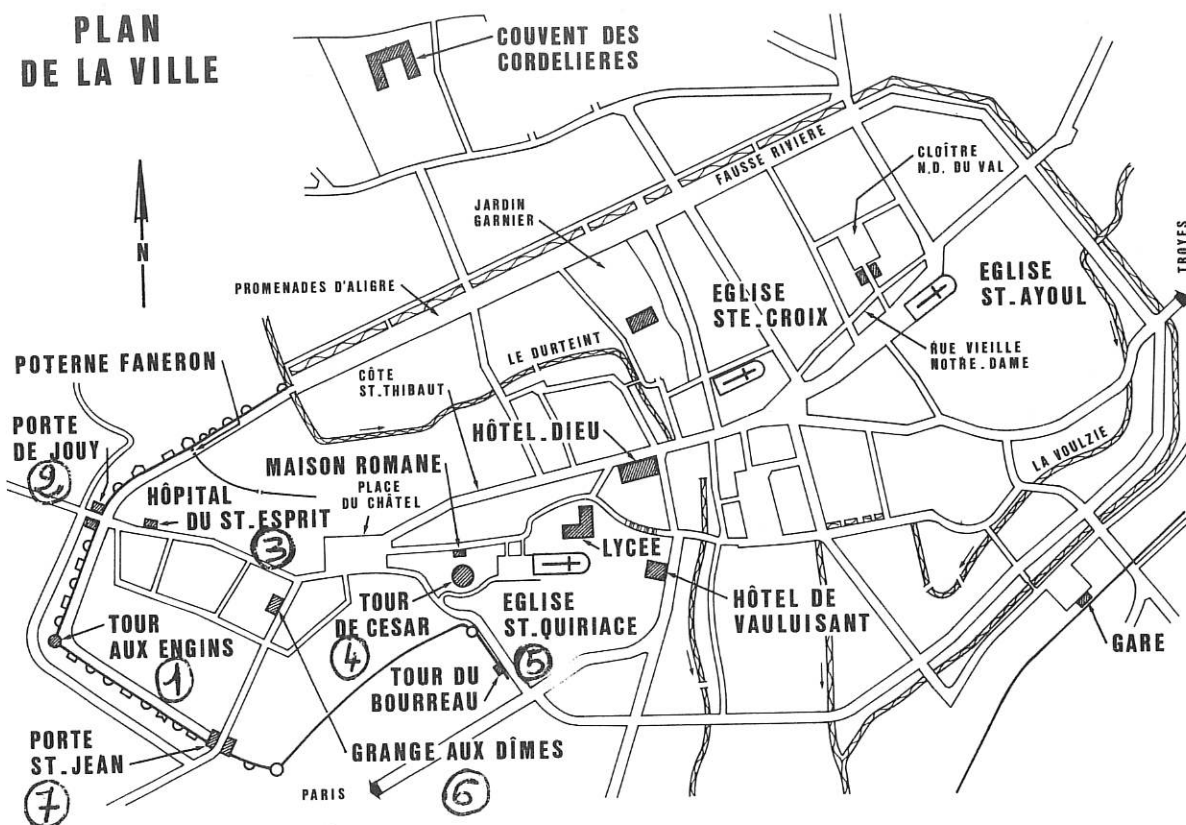 PLAN
DE LA VILLE
COUVENT DES
CORDELIERES
N
FAUSSE RIVIERE
CLOÎTRE
N.D. DU VAL
JARDIN
GARNIER
TROYES
PROMENADES D'ALIGRE
EGLISE
ST. AYOUL
EGLISE
STE. CROIX
RUE VIEILLE
NOTRE-DAME
LE DURTEINT
POTERNE FANERON
CÔTE
ST. THIBAUT
PORTE
DE JOUY
2
HÔTEL-DIEU
MAISON ROMANE
PLACE
DU CHÂTEL
LA VOULZIE
HÔPITAL
DU ST. ESPRIT
3
LYCEE
TOUR
AUX ENGINS
1
TOUR
DE CESAR
4
EGLISE
ST. QUIRIACE
5
HÔTEL DE
VAULUISANT
GARE
TOUR DU
BOURREAU
PORTE
ST. JEAN
7
GRANGE AUX DÎMES
6
PARIS